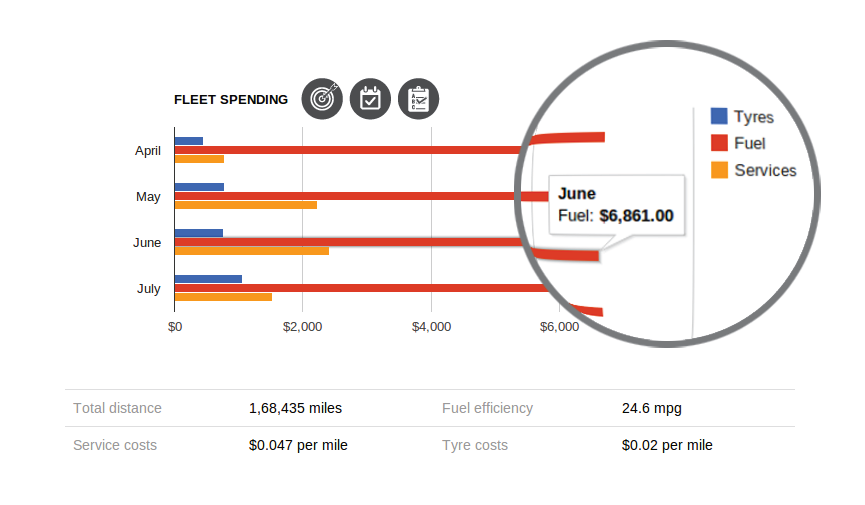 FLEET SPENDING
Tyres
Fuel
Services
April
May
June
July
June
Fuel: $6,861.00
$0 $2,000 $4,000 $6,000
Total distance 1,68,435 miles Fuel efficiency 24.6 mpg
Service costs $0.047 per mile Tyre costs $0.02 per mile